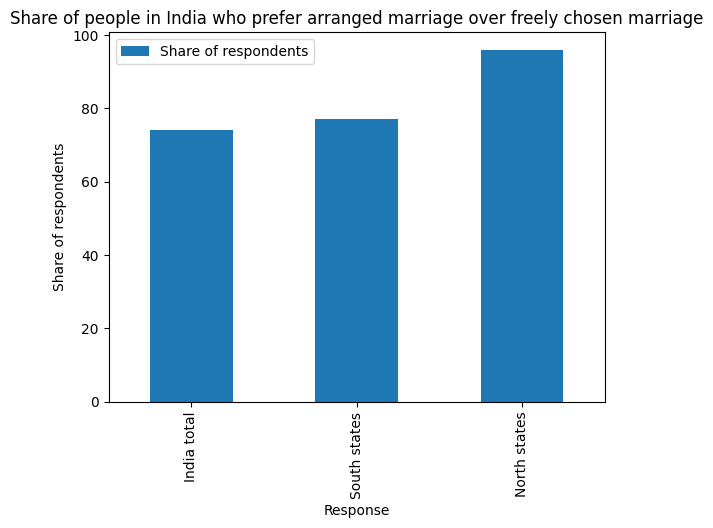 Share of people in India who prefer arranged marriage over freely chosen marriage
Share of respondents
100
80
60
40
20
0
Share of respondents
India total
South states
North states
Response